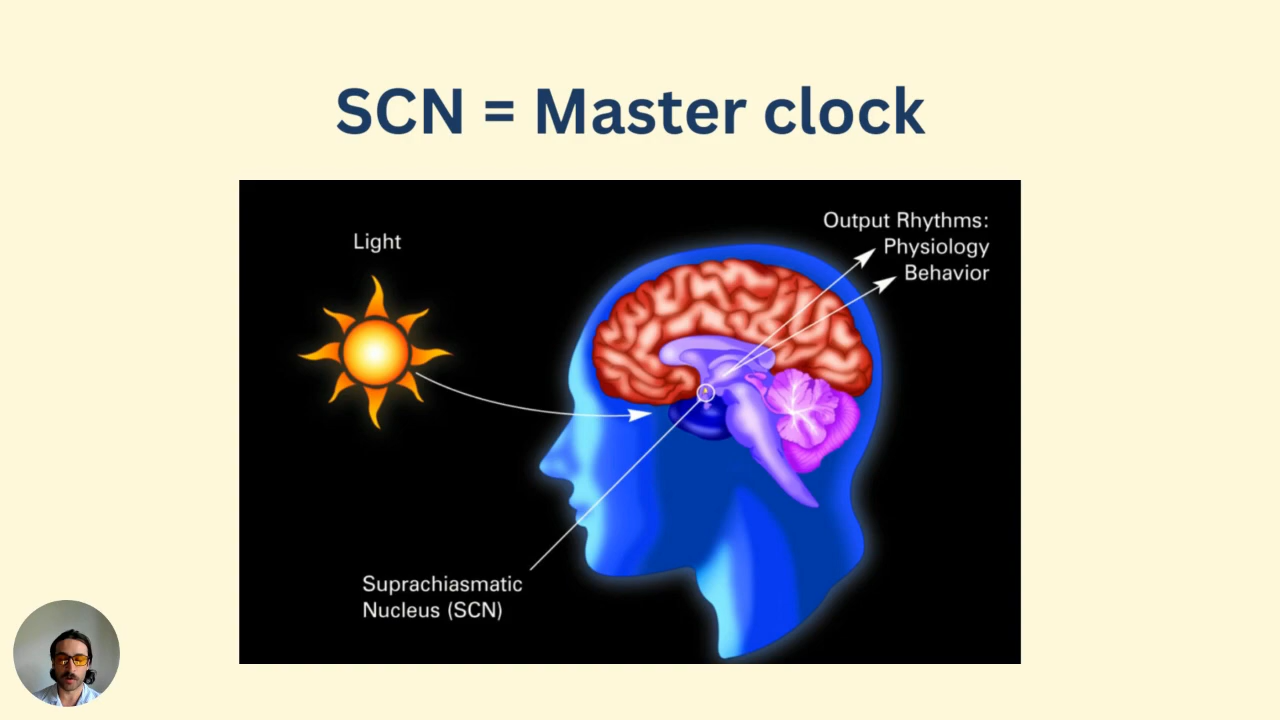 SCN = Master clock
Light
Output Rhythms:
Physiology
Behavior
Suprachiasmatic
Nucleus (SCN)